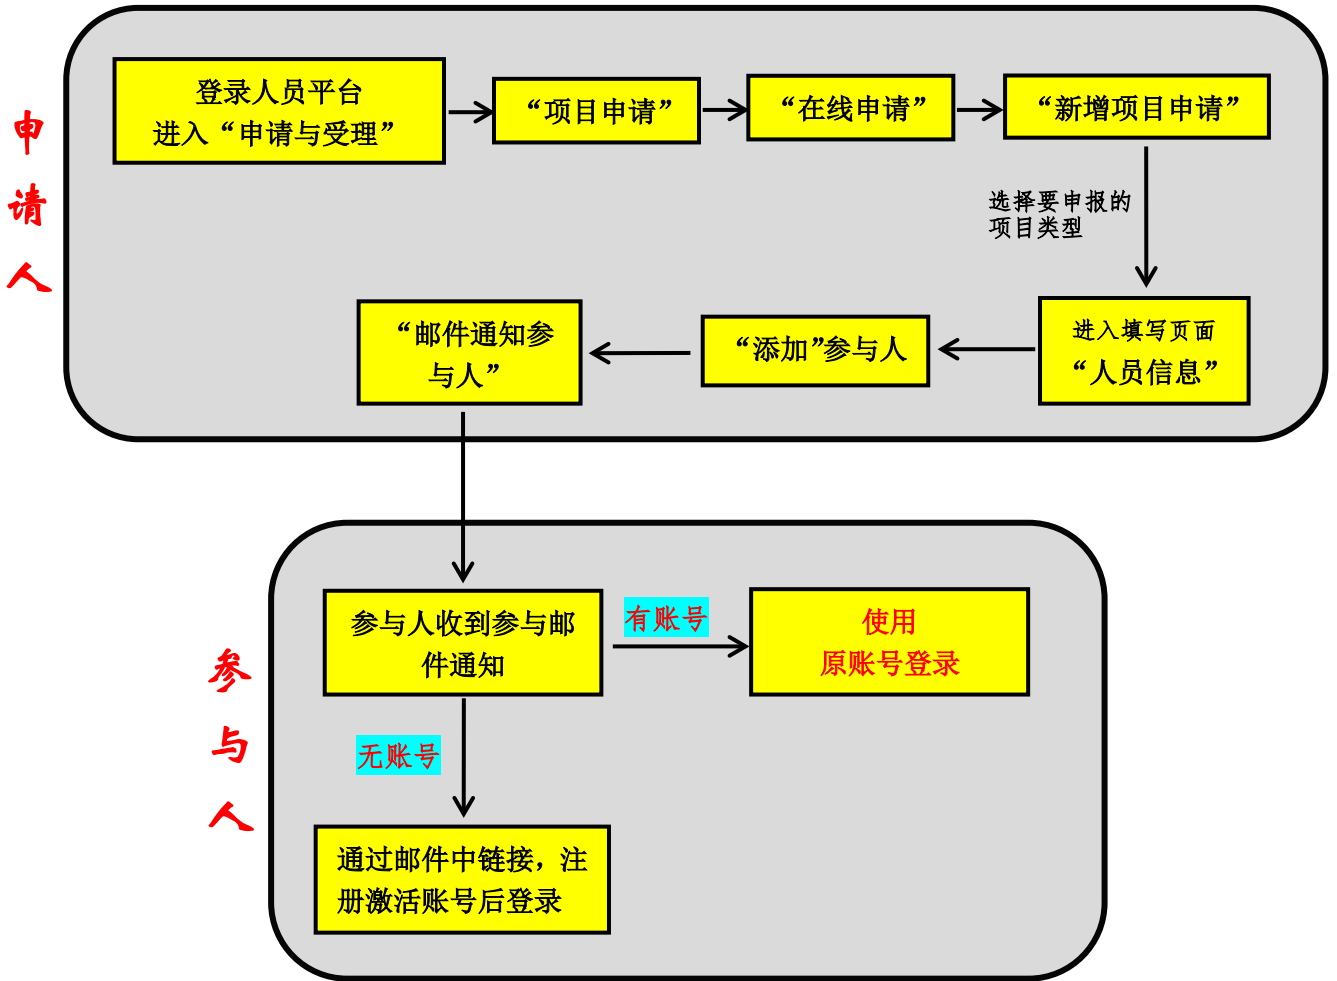 申
请
人
登录人员平台
进入“申请与受理”
“项目申请”
“在线申请”
“新增项目申请”
选择要申报的
项目类型
进入填写页面
“人员信息”
“添加”参与人
“邮件通知参
与人”
参
与
人
参与人收到参与邮
件通知
有账号
使用
原账号登录
无账号
通过邮件中链接，注
册激活账号后登录